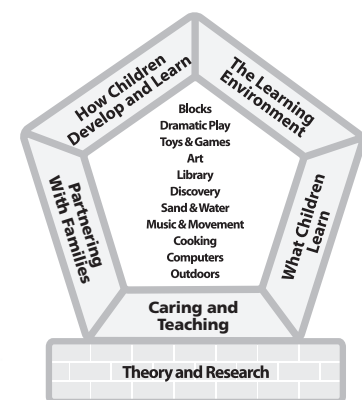 How Children
Develop and Learn
The Learning
Environment
Blocks
Dramatic Play
Toys & Games
Art
Library
Discovery
Sand & Water
Music & Movement
Cooking
Computers
Outdoors
Partnering
With Families
What Children
Learn
Caring and
Teaching
Theory and Research